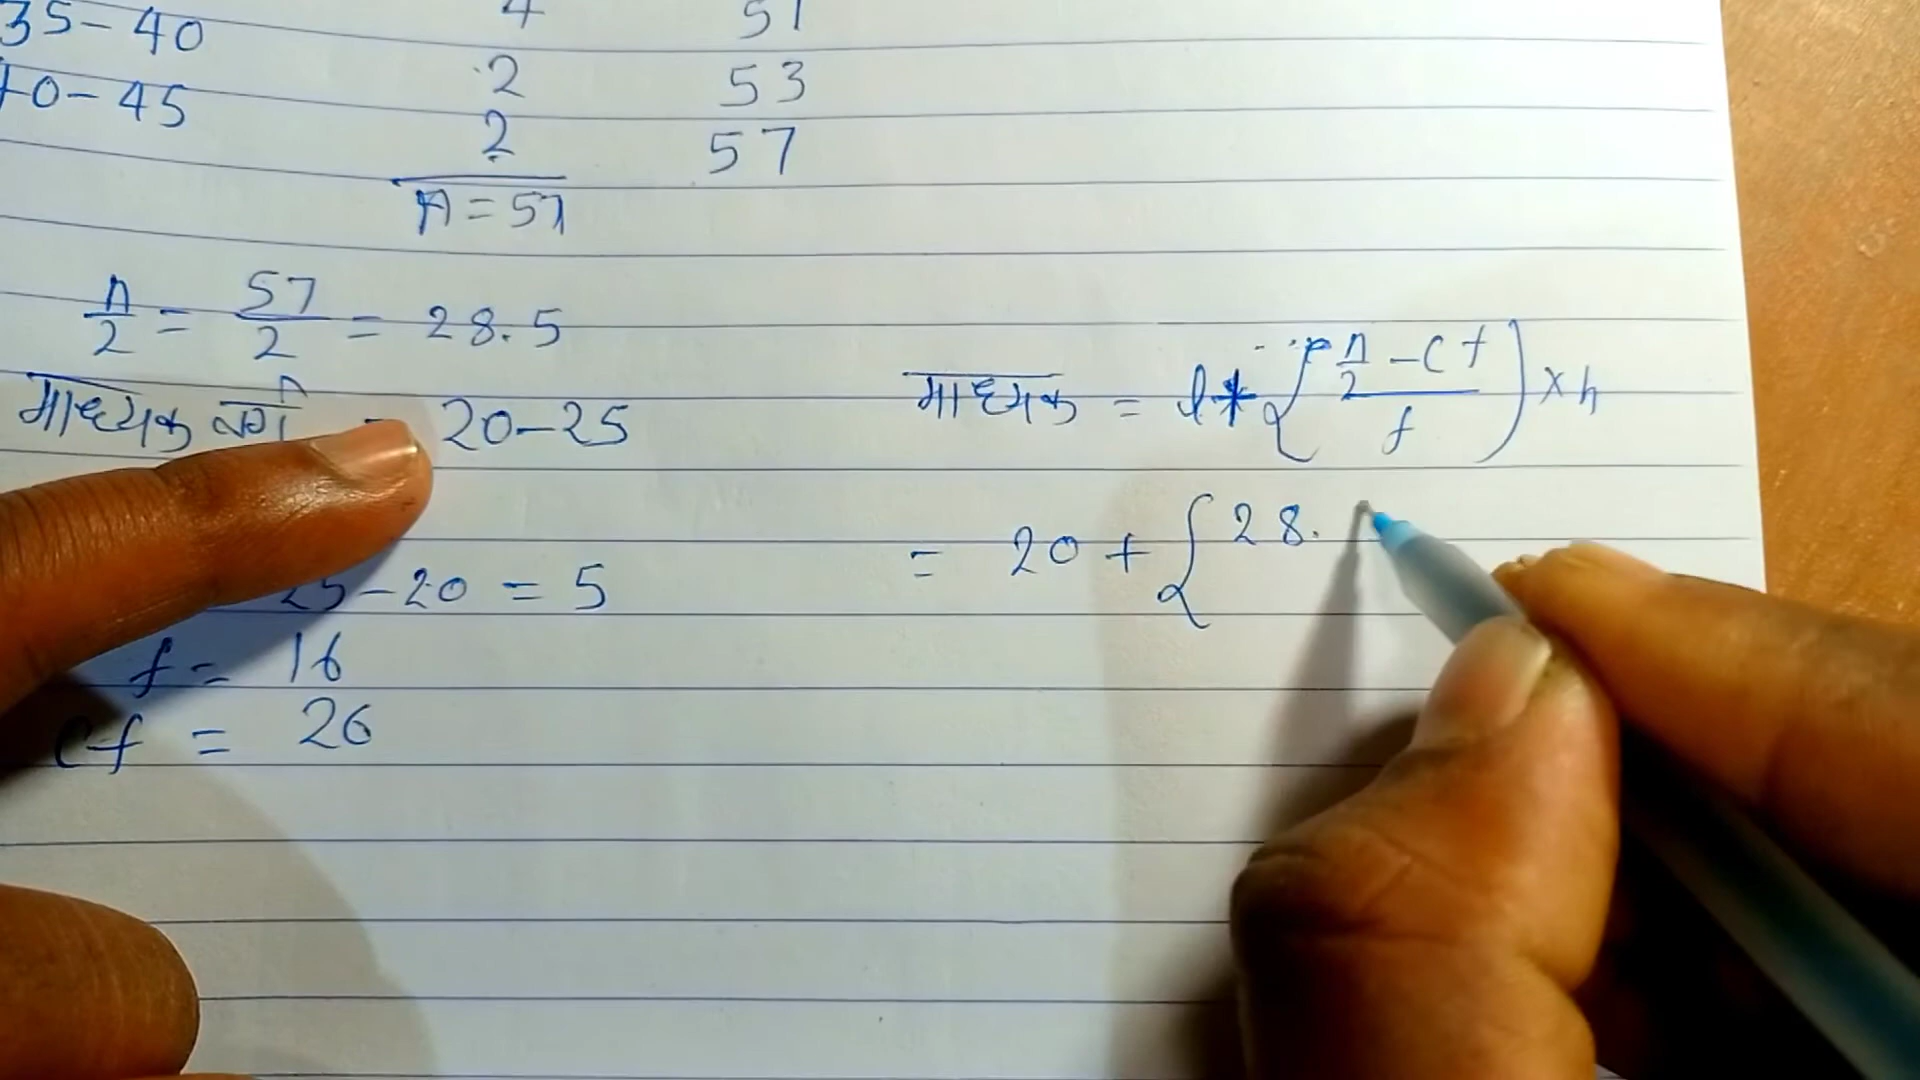 35-40 4 51
40-45 2 53
2 57
n = 57
n/2 = 57/2 = 28.5
माध्यक वर्ग = 20-25
माध्यक = l + {(n/2 - cf)/f} × h
25-20 = 5
= 20 + { 28.
f = 16
cf = 26